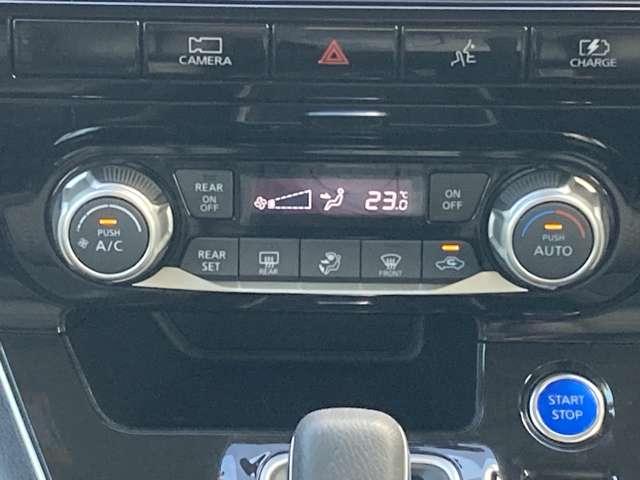 CAMERA
CHARGE
REAR
ON
OFF
23.0
℃
ON
OFF
PUSH
A/C
REAR
SET
REAR
FRONT
PUSH
AUTO
START
STOP